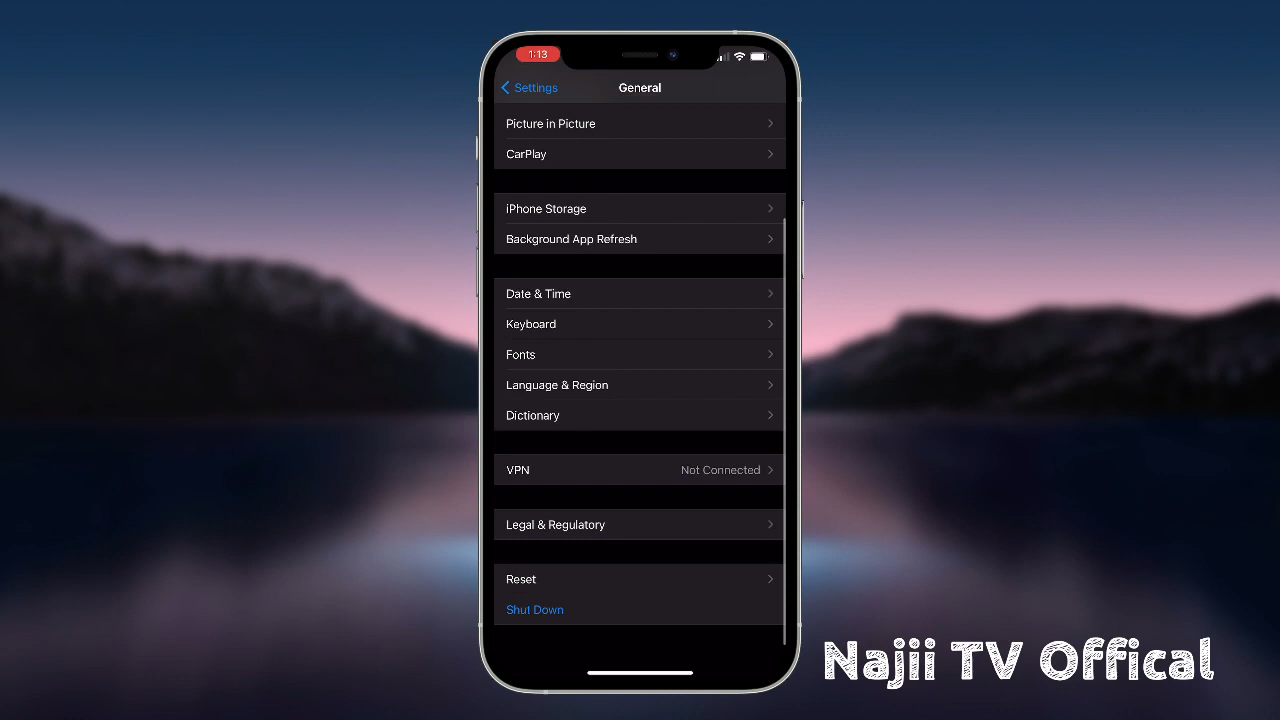 1:13
Settings
General
Picture in Picture
CarPlay
iPhone Storage
Background App Refresh
Date & Time
Keyboard
Fonts
Language & Region
Dictionary
VPN Not Connected
Legal & Regulatory
Reset
Shut Down
Najii TV Offical